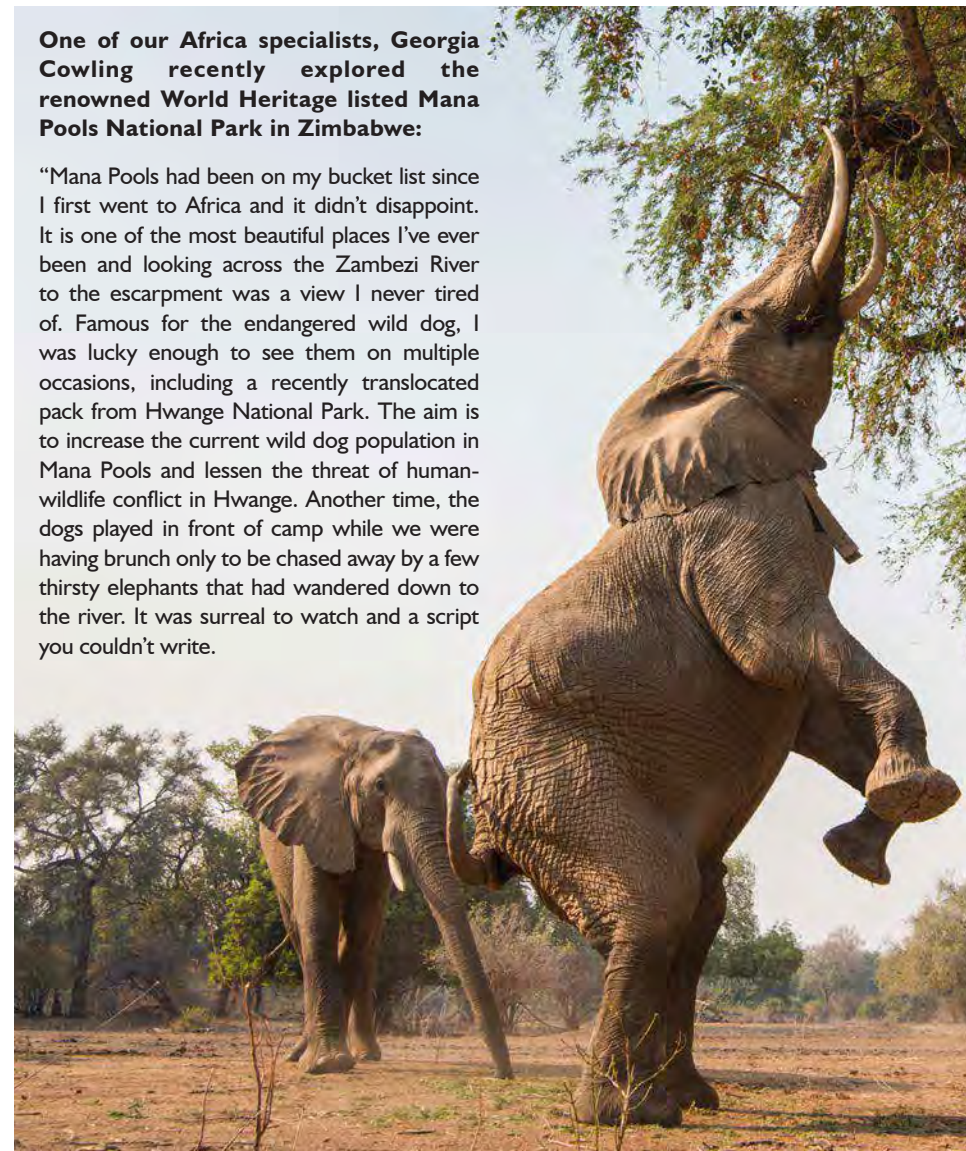 One of our Africa specialists, Georgia
Cowling recently explored the
renowned World Heritage listed Mana
Pools National Park in Zimbabwe:
“Mana Pools had been on my bucket list since
I first went to Africa and it didn’t disappoint.
It is one of the most beautiful places I’ve ever
been and looking across the Zambezi River
to the escarpment was a view I never tired
of. Famous for the endangered wild dog, I
was lucky enough to see them on multiple
occasions, including a recently translocated
pack from Hwange National Park. The aim is
to increase the current wild dog population in
Mana Pools and lessen the threat of human-
wildlife conflict in Hwange. Another time, the
dogs played in front of camp while we were
having brunch only to be chased away by a few
thirsty elephants that had wandered down to
the river. It was surreal to watch and a script
you couldn’t write.